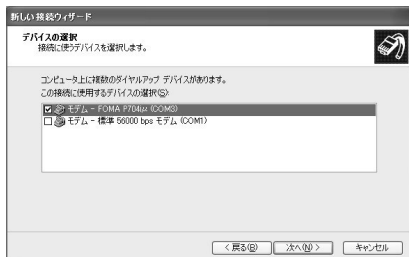 新しい接続ウィザード
デバイスの選択
接続に使うデバイスを選択します。
コンピュータ上に複数のダイヤルアップ デバイスがあります。
この接続に使用するデバイスの選択(S):
モデム - FOMA P704iμ (COM3)
モデム - 標準 56000 bps モデム (COM1)
< 戻る(B)
次へ(N) >
キャンセル